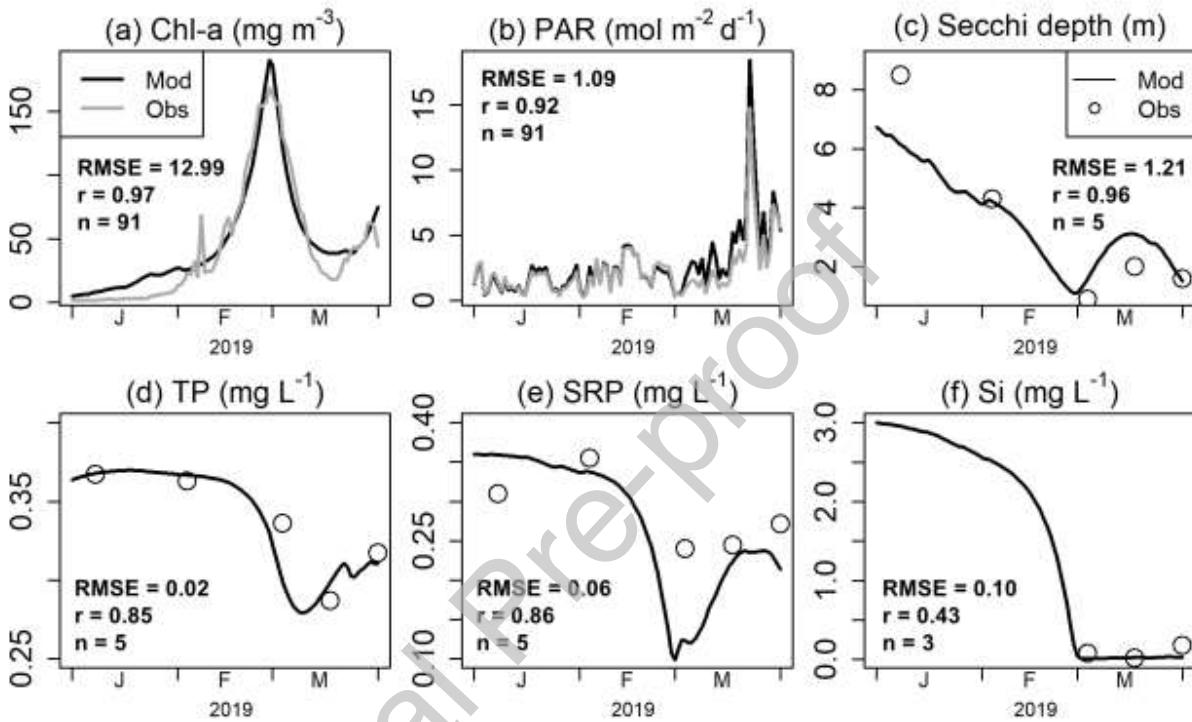 (a) Chl-a (mg m⁻³)
150
50
0
Mod
Obs
RMSE = 12.99
r = 0.97
n = 91
J F M
2019
(b) PAR (mol m⁻² d⁻¹)
15
10
5
0
RMSE = 1.09
r = 0.92
n = 91
J F M
2019
(c) Secchi depth (m)
8
6
4
2
Mod
Obs
RMSE = 1.21
r = 0.96
n = 5
J F M
2019
(d) TP (mg L⁻¹)
0.35
0.25
RMSE = 0.02
r = 0.85
n = 5
J F M
2019
(e) SRP (mg L⁻¹)
0.40
0.25
0.10
RMSE = 0.06
r = 0.86
n = 5
J F M
2019
(f) Si (mg L⁻¹)
3.0
2.0
1.0
0.0
RMSE = 0.10
r = 0.43
n = 3
J F M
2019
al Pre-proof